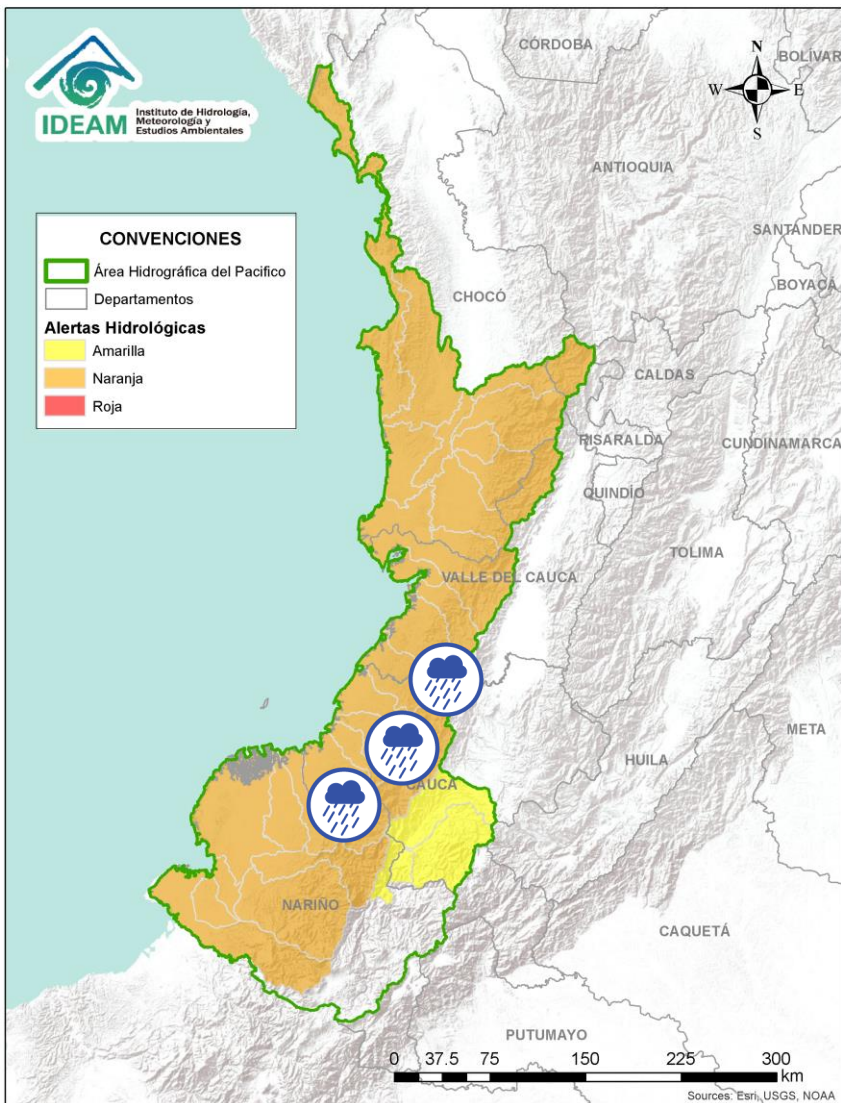 IDEAM
Instituto de Hidrología,
Meteorología y
Estudios Ambientales
CÓRDOBA
BOLÍVAR
N
W
E
S
ANTIOQUIA
SANTANDER
BOYACÁ
CONVENCIONES
Área Hidrográfica del Pacifico
Departamentos
Alertas Hidrológicas
Amarilla
Naranja
Roja
CHOCÓ
CALDAS
RISARALDA
CUNDINAMARCA
QUINDÍO
TOLIMA
VALLE DEL CAUCA
META
HUILA
CAUCA
NARIÑO
CAQUETÁ
PUTUMAYO
0 37.5 75 150 225 300
km
Sources: Esri, USGS, NOAA